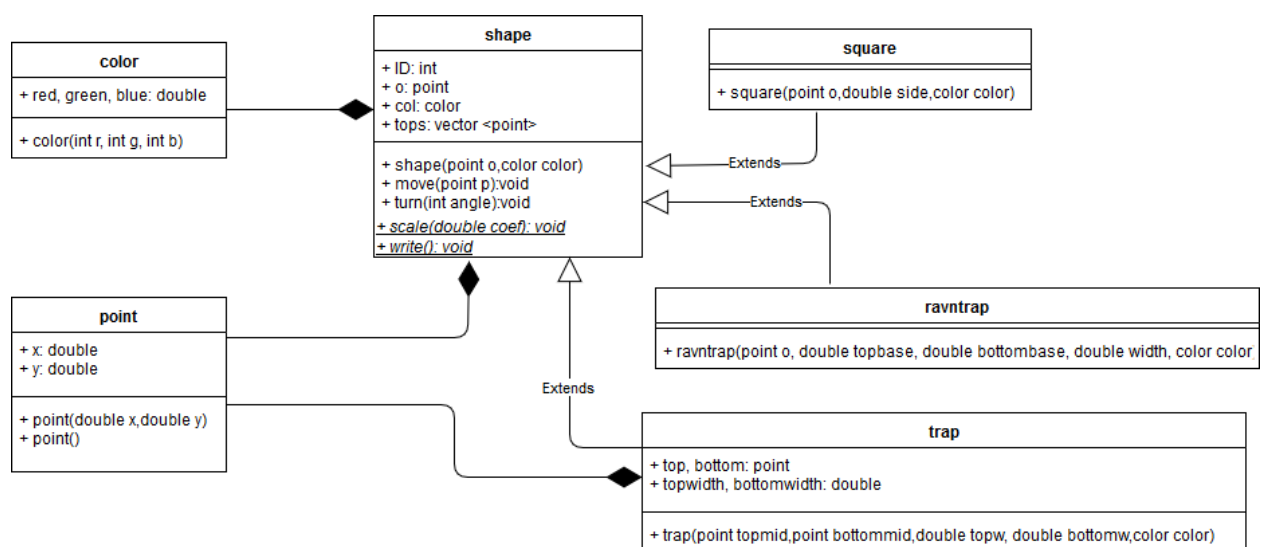 color
+ red, green, blue: double
+ color(int r, int g, int b)
shape
+ ID: int
+ o: point
+ col: color
+ tops: vector <point>
+ shape(point o,color color)
+ move(point p):void
+ turn(int angle):void
+ scale(double coef): void
+ write(): void
square
+ square(point o,double side,color color)
Extends
Extends
ravntrap
+ ravntrap(point o, double topbase, double bottombase, double width, color color)
point
+ x: double
+ y: double
+ point(double x,double y)
+ point()
Extends
trap
+ top, bottom: point
+ topwidth, bottomwidth: double
+ trap(point topmid,point bottommid,double topw, double bottomw,color color)